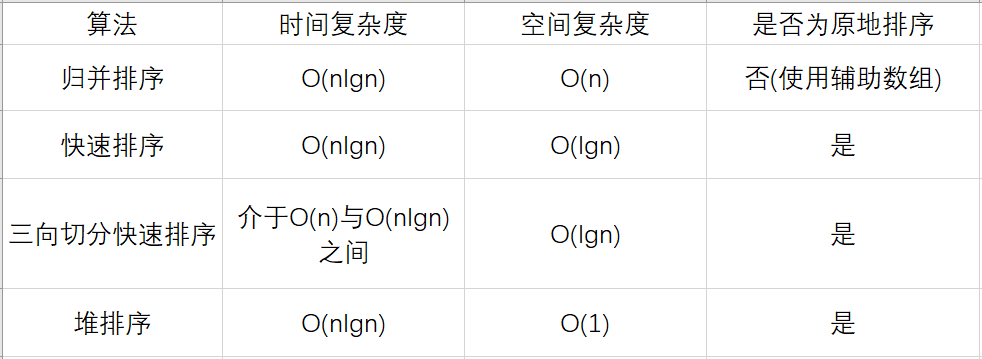 算法 时间复杂度 空间复杂度 是否为原地排序
归并排序 O(nlgn) O(n) 否(使用辅助数组)
快速排序 O(nlgn) O(lgn) 是
三向切分快速排序 介于O(n)与O(nlgn)
之间 O(lgn) 是
堆排序 O(nlgn) O(1) 是